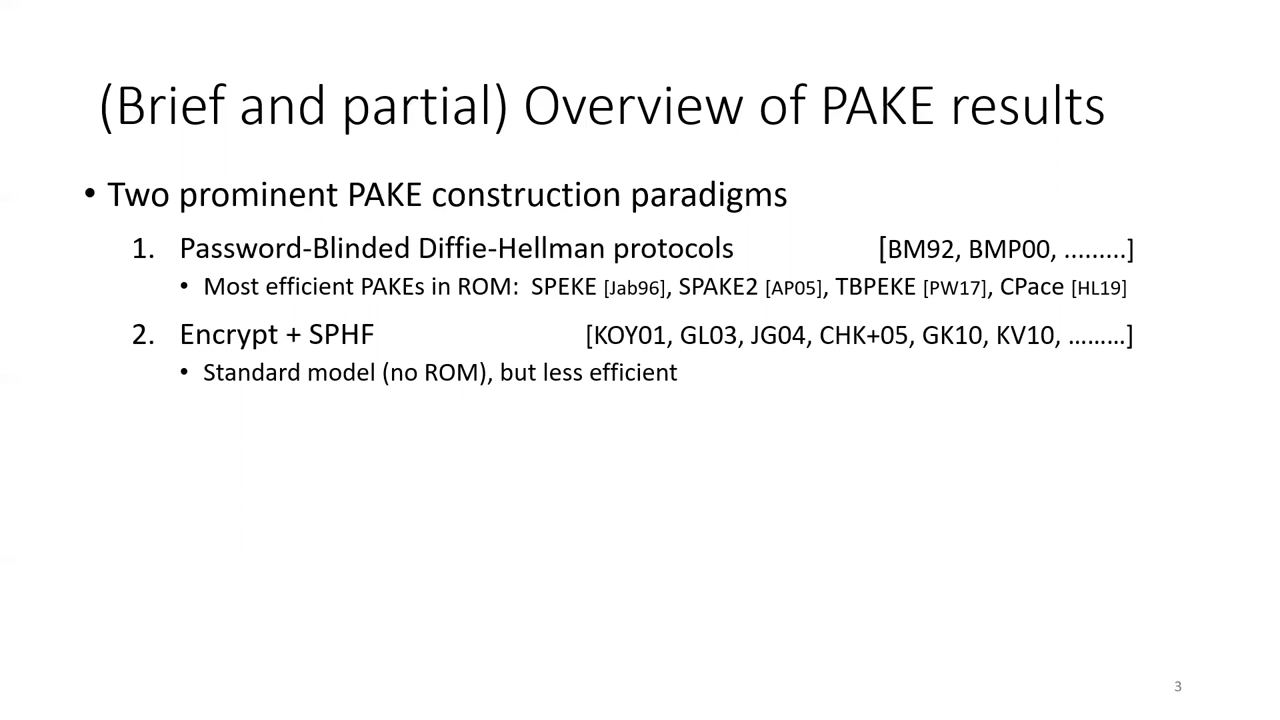 (Brief and partial) Overview of PAKE results
• Two prominent PAKE construction paradigms
1. Password-Blinded Diffie-Hellman protocols [BM92, BMP00, .........]
• Most efficient PAKEs in ROM: SPEKE [Jab96], SPAKE2 [AP05], TBPEKE [PW17], CPace [HL19]
2. Encrypt + SPHF [KOY01, GL03, JG04, CHK+05, GK10, KV10, .........]
• Standard model (no ROM), but less efficient
3